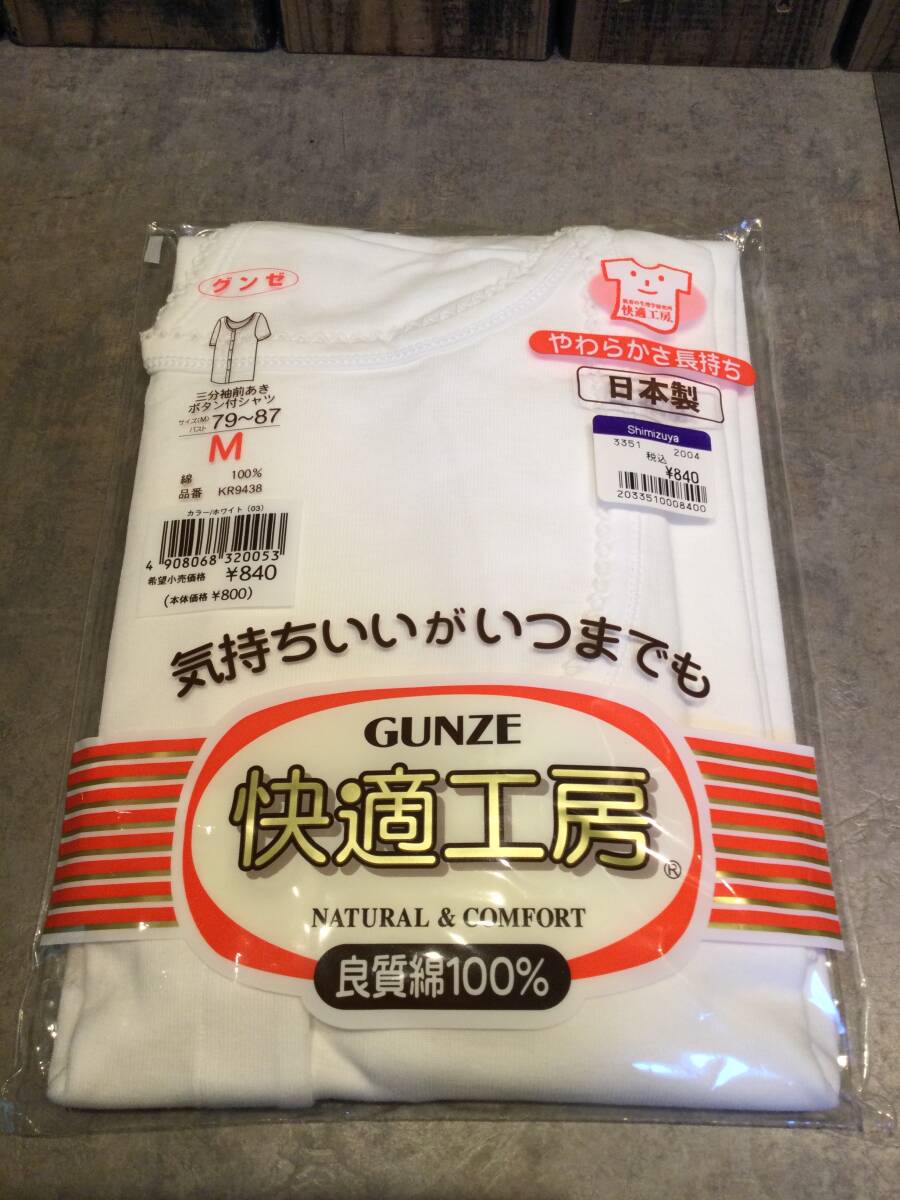 グンゼ
三分袖前あき
ボタン付シャツ
サイズ(M)
バスト
79〜87
M
綿 100%
品番 KR9438
カラー/ホワイト (03)
4 908068 320053
希望小売価格 ¥840
(本体価格 ¥800)
快適工房
やわらかさ長持ち
日本製
Shimizuya
3351 2004
税込
¥840
2033510008400
気持ちいいがいつまでも
GUNZE
快適工房®
NATURAL & COMFORT
良質綿100%